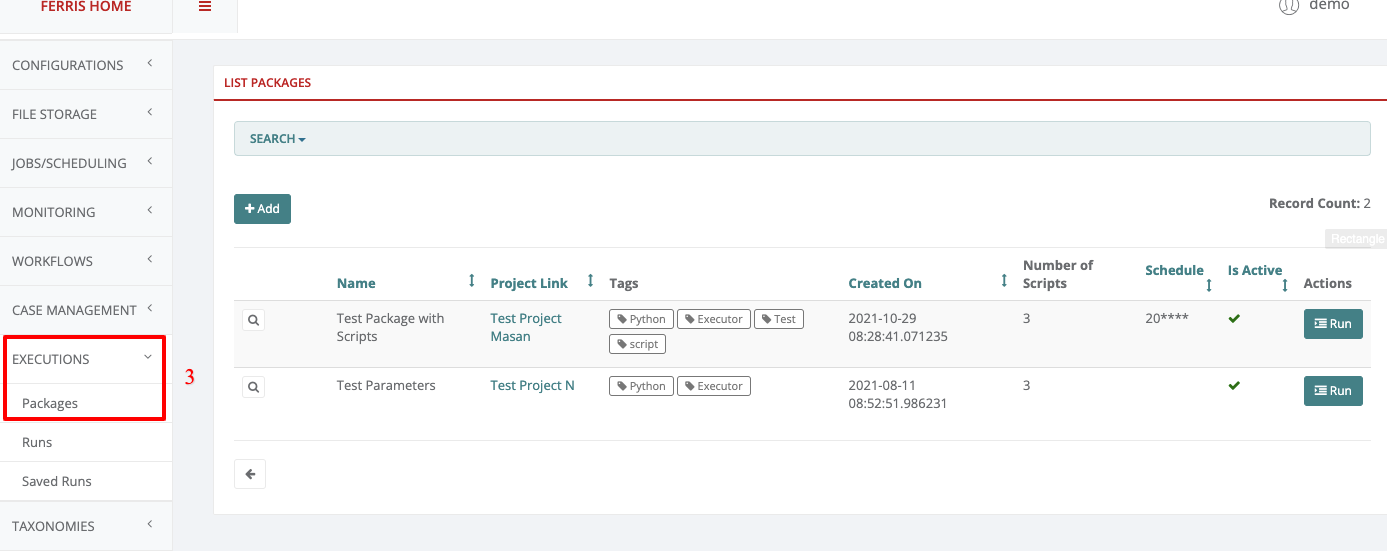 FERRIS HOME
demo
CONFIGURATIONS
FILE STORAGE
JOBS/SCHEDULING
MONITORING
WORKFLOWS
CASE MANAGEMENT
EXECUTIONS
Packages
3
Runs
Saved Runs
TAXONOMIES
LIST PACKAGES
SEARCH
Add
Record Count: 2
Rectangle
Name Project Link Tags Created On Number of Scripts Schedule Is Active Actions
Test Package with Test Project Python Executor Test 2021-10-29 3 20**** Run
Scripts Masan script 08:28:41.071235
Test Parameters Test Project N Python Executor 2021-08-11 3 Run
08:52:51.986231